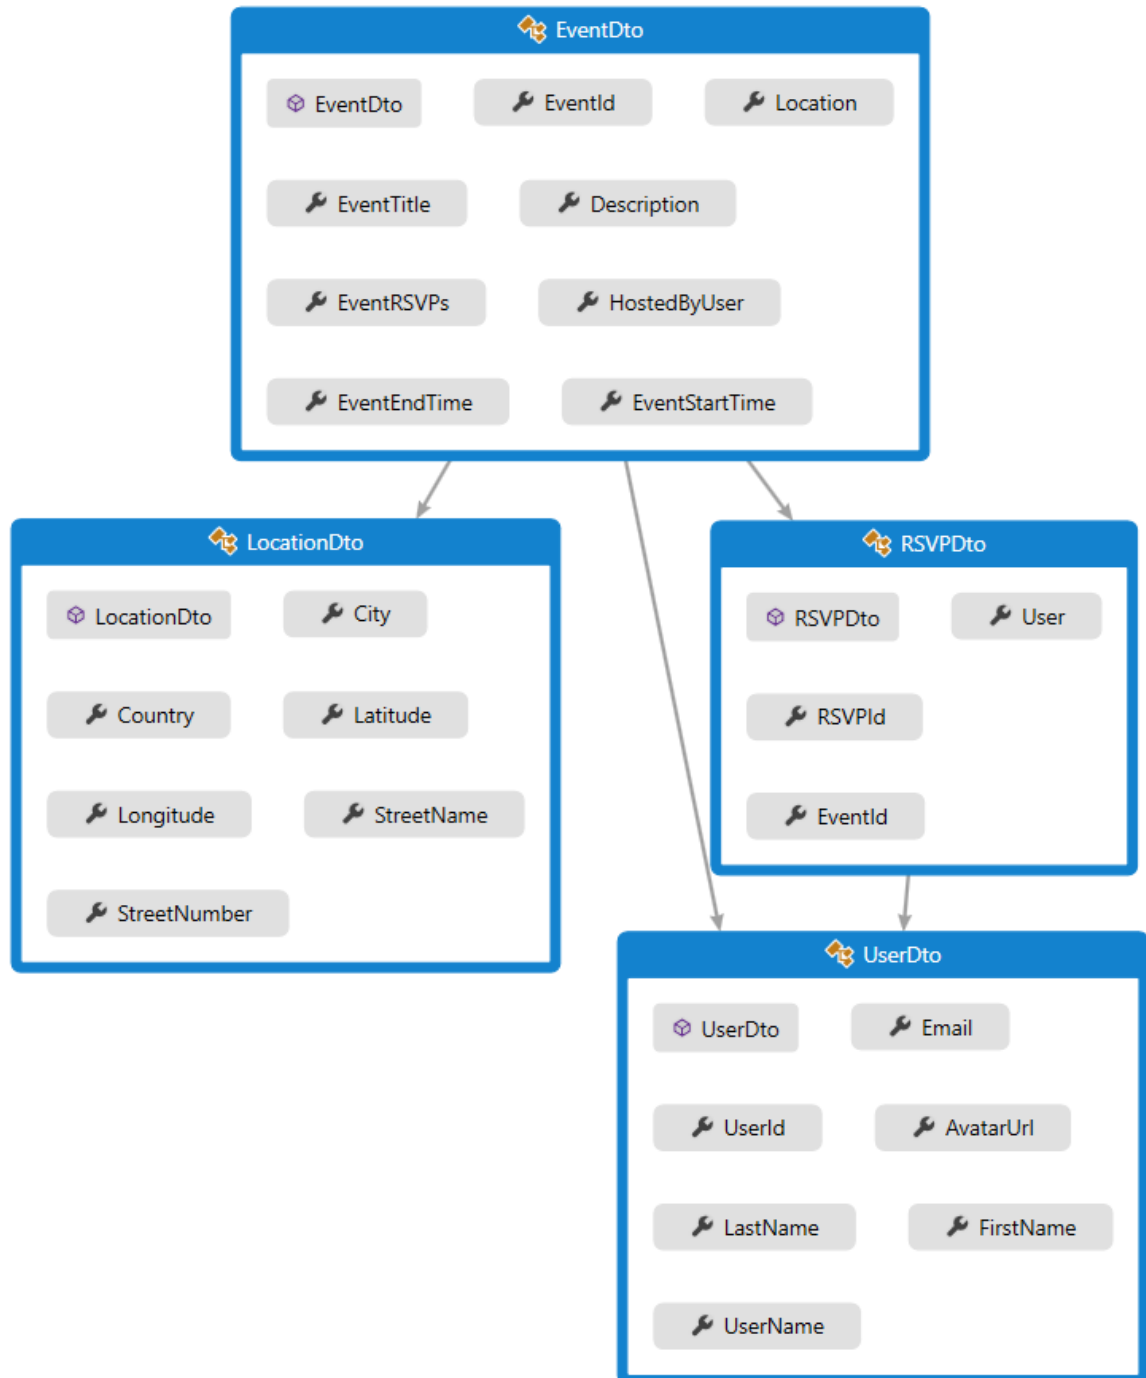 EventDto
EventDto EventId Location
EventTitle Description
EventRSVPs HostedByUser
EventEndTime EventStartTime
LocationDto
LocationDto City
Country Latitude
Longitude StreetName
StreetNumber
RSVPDto
RSVPDto User
RSVPId
EventId
UserDto
UserDto Email
UserId AvatarUrl
LastName FirstName
UserName